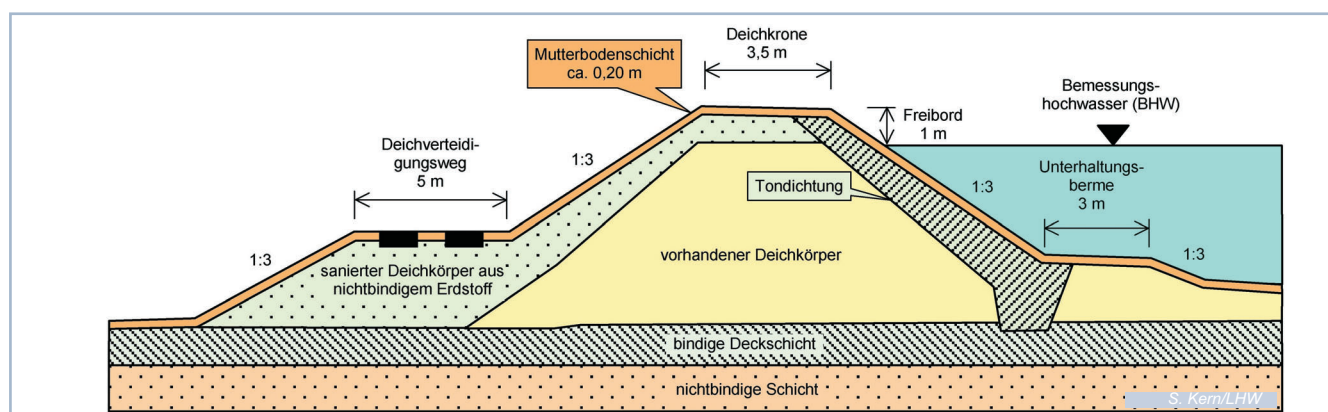 Deichkrone
3,5 m
Mutterbodenschicht
ca. 0,20 m
Freibord
1 m
Bemessungs-
hochwasser (BHW)
Deichverteidi-
gungsweg
5 m
1:3
1:3
Unterhaltungs-
berme
3 m
Tondichtung
1:3
1:3
1:3
sanierter Deichkörper aus
nichtbindigem Erdstoff
vorhandener Deichkörper
bindige Deckschicht
nichtbindige Schicht
S. Kern/LHW